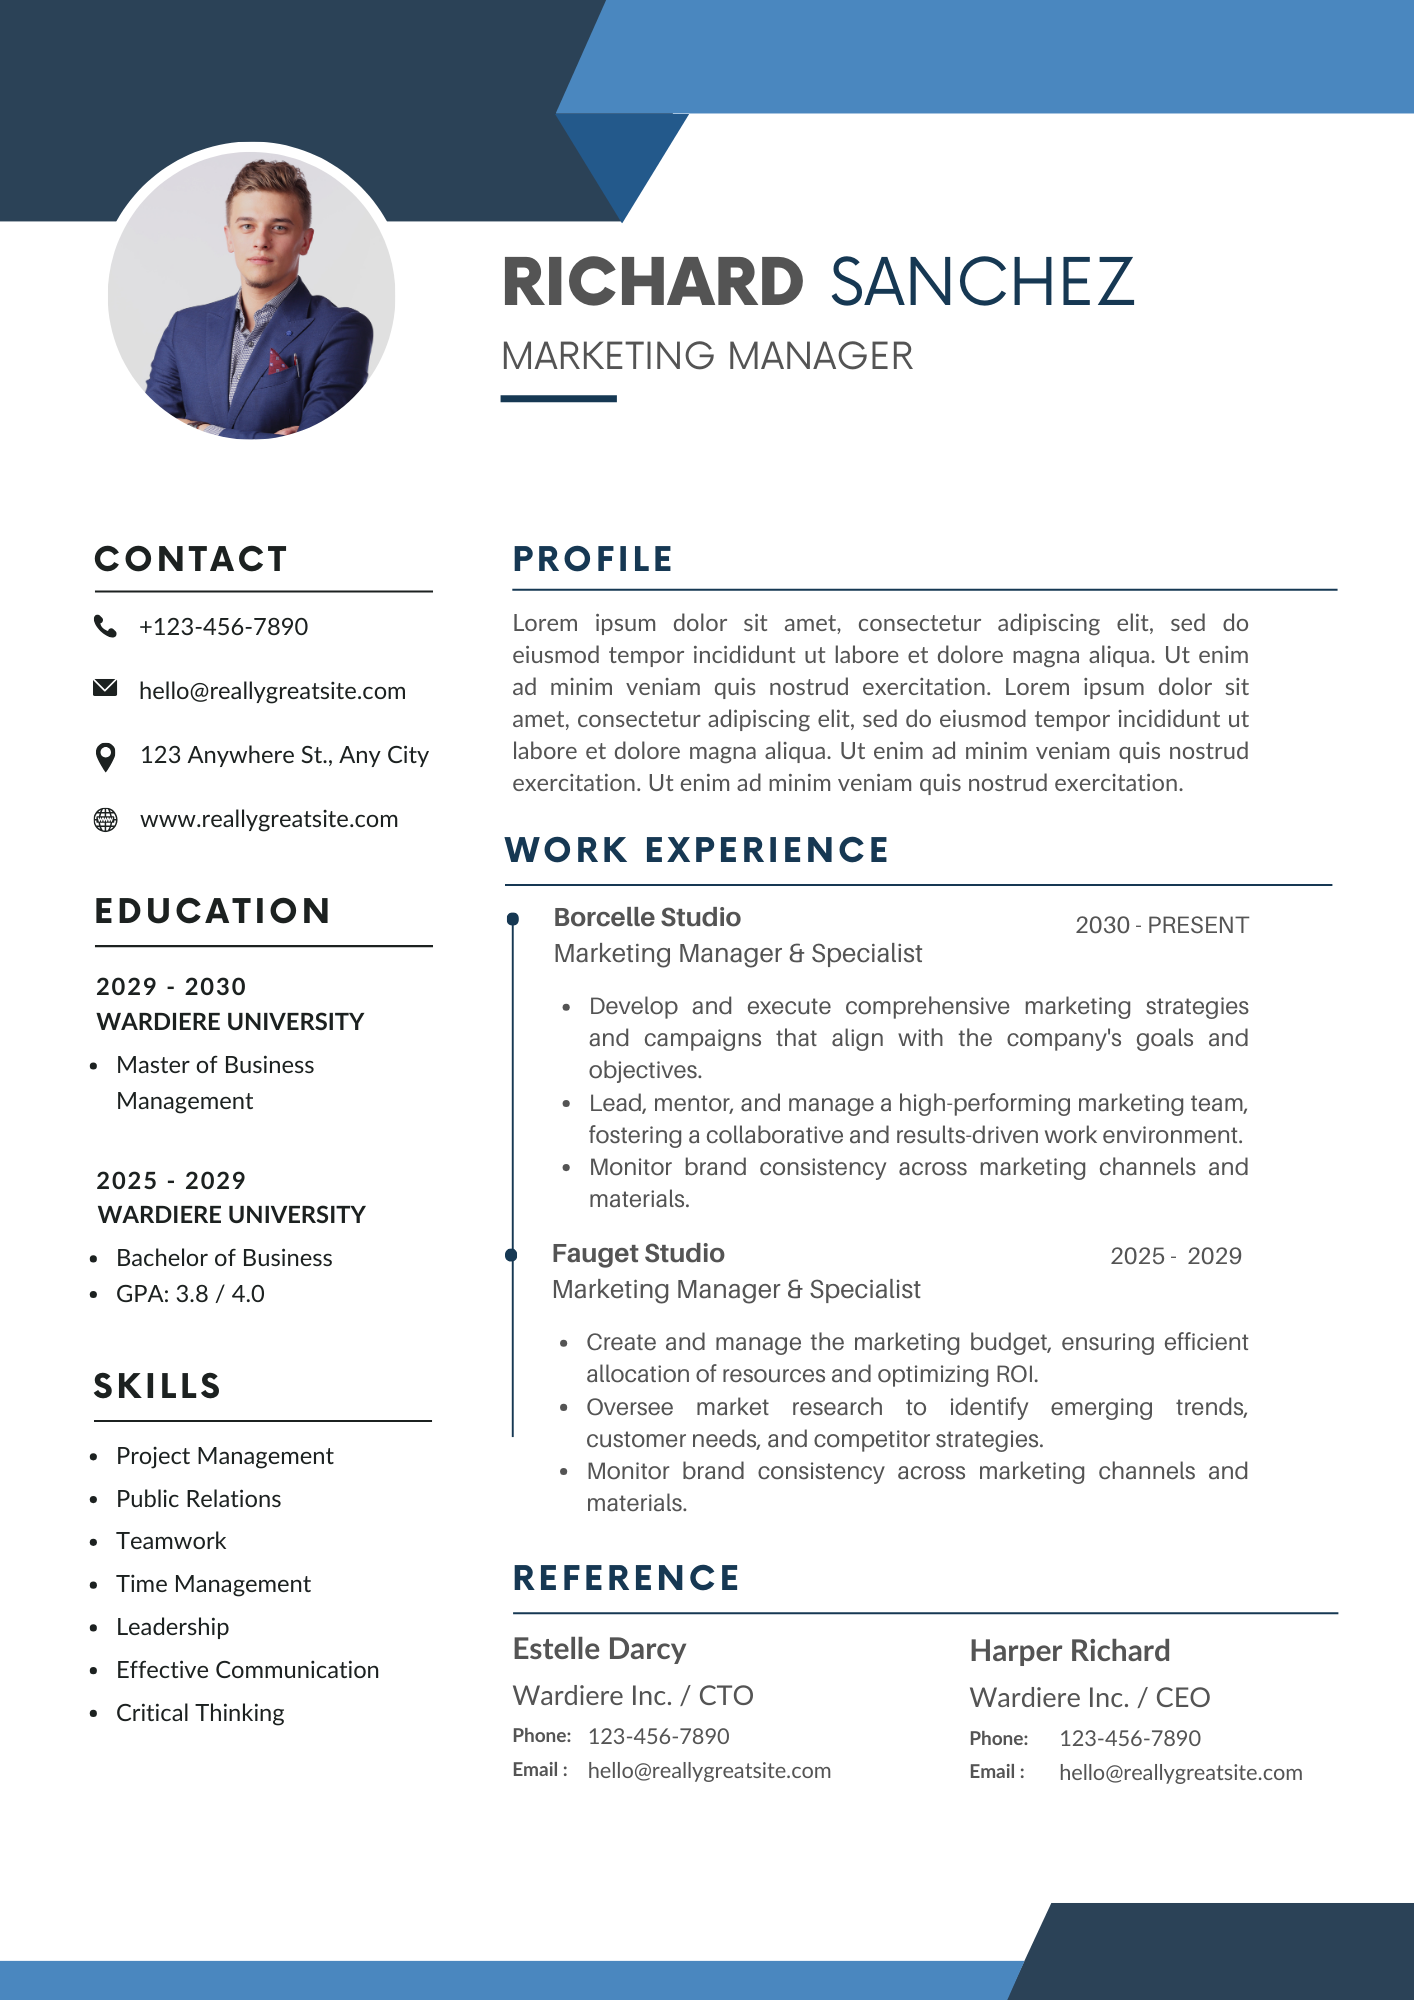 RICHARD SANCHEZ
MARKETING MANAGER
CONTACT
+123-456-7890
hello@reallygreatsite.com
123 Anywhere St., Any City
www.reallygreatsite.com
EDUCATION
2029 - 2030
WARDIERE UNIVERSITY
• Master of Business
Management
2025 - 2029
WARDIERE UNIVERSITY
• Bachelor of Business
• GPA: 3.8 / 4.0
SKILLS
• Project Management
• Public Relations
• Teamwork
• Time Management
• Leadership
• Effective Communication
• Critical Thinking
PROFILE
Lorem ipsum dolor sit amet, consectetur adipiscing elit, sed do
eiusmod tempor incididunt ut labore et dolore magna aliqua. Ut enim
ad minim veniam quis nostrud exercitation. Lorem ipsum dolor sit
amet, consectetur adipiscing elit, sed do eiusmod tempor incididunt ut
labore et dolore magna aliqua. Ut enim ad minim veniam quis nostrud
exercitation. Ut enim ad minim veniam quis nostrud exercitation.
WORK EXPERIENCE
Borcelle Studio
2030 - PRESENT
Marketing Manager & Specialist
• Develop and execute comprehensive marketing strategies
and campaigns that align with the company's goals and
objectives.
• Lead, mentor, and manage a high-performing marketing team,
fostering a collaborative and results-driven work environment.
• Monitor brand consistency across marketing channels and
materials.
Fauget Studio
2025 - 2029
Marketing Manager & Specialist
• Create and manage the marketing budget, ensuring efficient
allocation of resources and optimizing ROI.
• Oversee market research to identify emerging trends,
customer needs, and competitor strategies.
• Monitor brand consistency across marketing channels and
materials.
REFERENCE
Estelle Darcy
Wardiere Inc. / CTO
Phone: 123-456-7890
Email : hello@reallygreatsite.com
Harper Richard
Wardiere Inc. / CEO
Phone: 123-456-7890
Email : hello@reallygreatsite.com